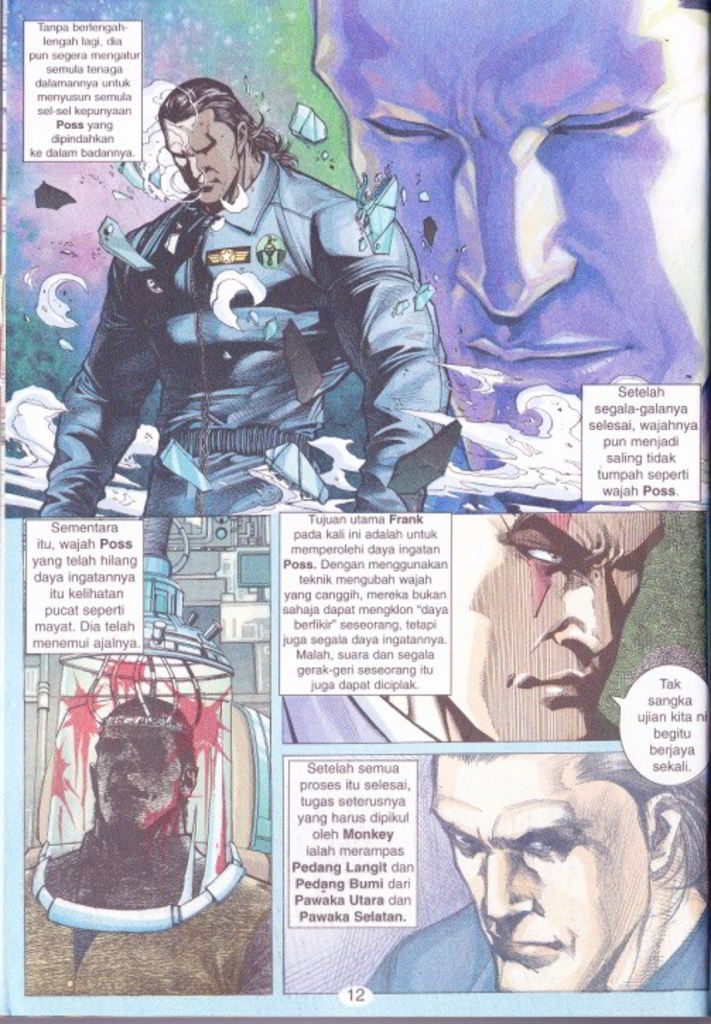 Tanpa berlengah-
lengah lagi, dia
pun segera mengatur
semula tenaga
dalamannya untuk
menyusun semula
sel-sel kepunyaan
Poss yang
dipindahkan
ke dalam badannya.
Setelah
segala-galanya
selesai, wajahnya
pun menjadi
saling tidak
tumpah seperti
wajah Poss.
Sementara
itu, wajah Poss
yang telah hilang
daya ingatannya
itu kelihatan
pucat seperti
mayat. Dia telah
menemui ajalnya.
Tujuan utama Frank
pada kali ini adalah untuk
memperolehi daya ingatan
Poss. Dengan menggunakan
teknik mengubah wajah
yang canggih, mereka bukan
sahaja dapat mengklon "daya
berfikir" seseorang, tetapi
juga segala daya ingatannya.
Malah, suara dan segala
gerak-geri seseorang itu
juga dapat diciplak.
Tak
sangka
ujian kita ni
begitu
berjaya
sekali.
Setelah semua
proses itu selesai,
tugas seterusnya
yang harus dipikul
oleh Monkey
ialah merampas
Pedang Langit dan
Pedang Bumi dari
Pawaka Utara dan
Pawaka Selatan.
12